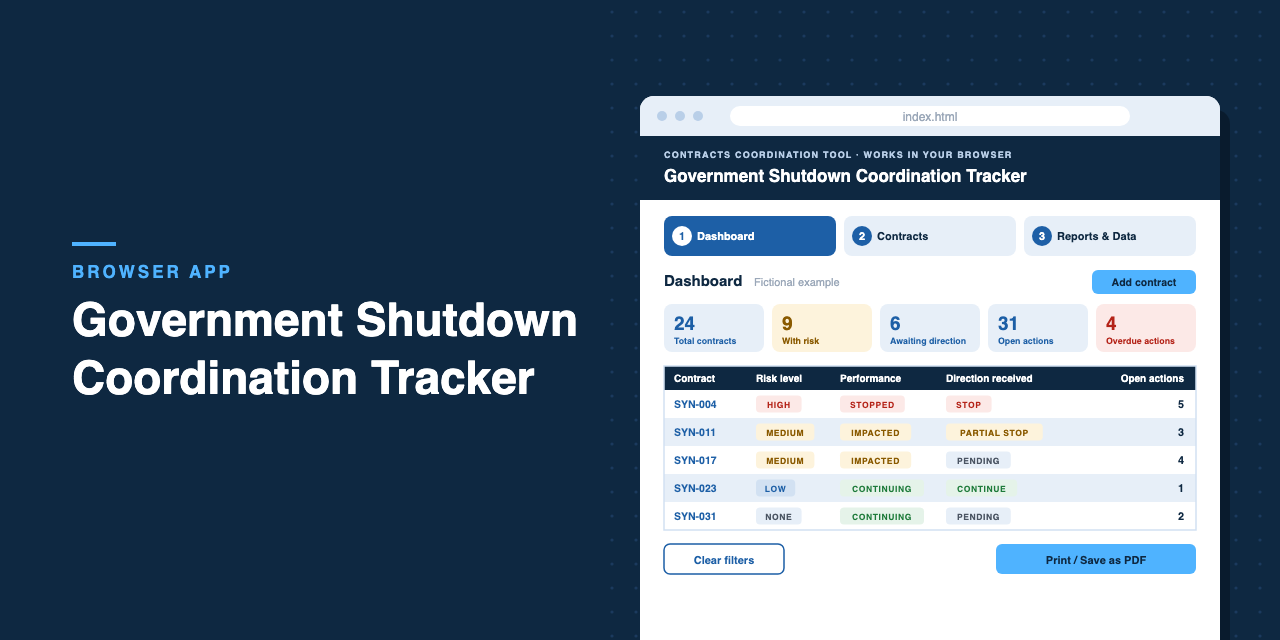 BROWSER APP
Government Shutdown
Coordination Tracker
index.html
CONTRACTS COORDINATION TOOL · WORKS IN YOUR BROWSER
Government Shutdown Coordination Tracker
1 Dashboard
2 Contracts
3 Reports & Data
Dashboard Fictional example Add contract
24 9 6 31 4
Total contracts With risk Awaiting direction Open actions Overdue actions
Contract Risk level Performance Direction received Open actions
SYN-004 HIGH STOPPED STOP 5
SYN-011 MEDIUM IMPACTED PARTIAL STOP 3
SYN-017 MEDIUM IMPACTED PENDING 4
SYN-023 LOW CONTINUING CONTINUE 1
SYN-031 NONE CONTINUING PENDING 2
Clear filters Print / Save as PDF